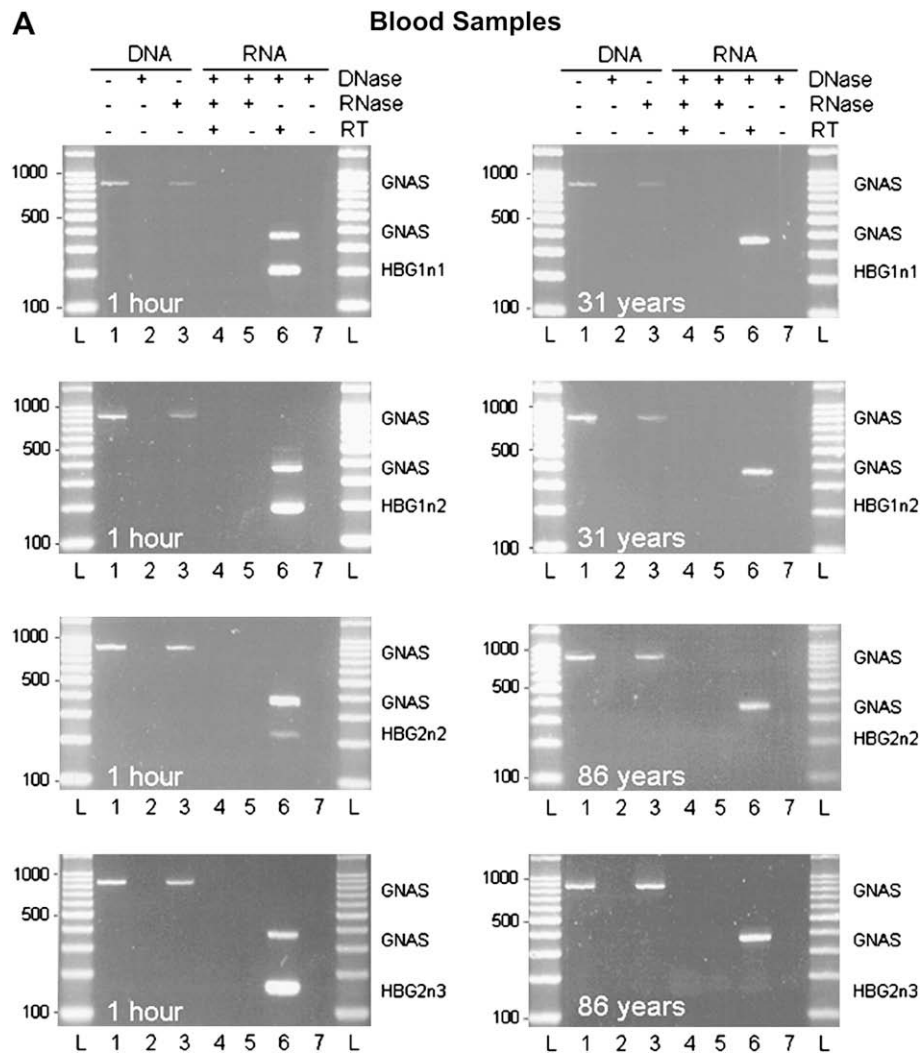 A
Blood Samples
DNA RNA
- + - + + + + DNase
- - + + + - - RNase
- - - + - + - RT
1000
500
100
GNAS
GNAS
HBG1n1
1 hour
L 1 2 3 4 5 6 7 L
DNA RNA
- + - + + + + DNase
- - + + + - - RNase
- - - + - + - RT
1000
500
100
GNAS
GNAS
HBG1n1
31 years
L 1 2 3 4 5 6 7 L
1000
500
100
GNAS
GNAS
HBG1n2
1 hour
L 1 2 3 4 5 6 7 L
1000
500
100
GNAS
GNAS
HBG1n2
31 years
L 1 2 3 4 5 6 7 L
1000
500
100
GNAS
GNAS
HBG2n2
1 hour
L 1 2 3 4 5 6 7 L
1000
500
100
GNAS
GNAS
HBG2n2
86 years
L 1 2 3 4 5 6 7 L
1000
500
100
GNAS
GNAS
HBG2n3
1 hour
L 1 2 3 4 5 6 7 L
1000
500
100
GNAS
GNAS
HBG2n3
86 years
L 1 2 3 4 5 6 7 L